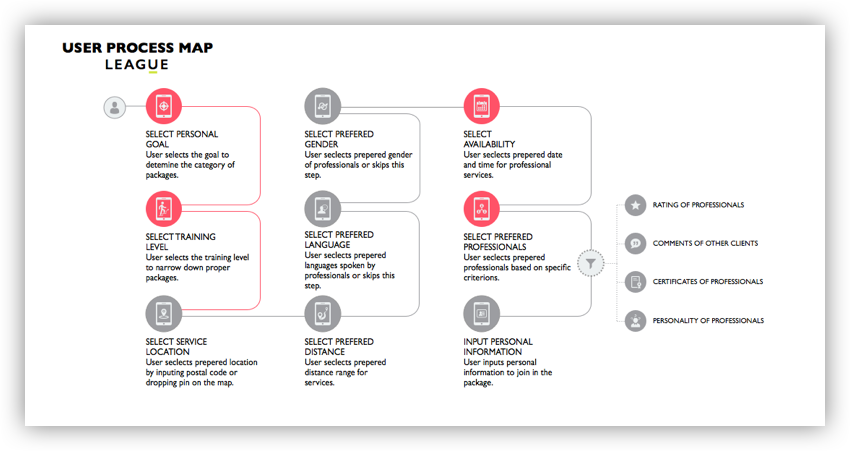 USER PROCESS MAP
LEAGUE
SELECT PERSONAL
GOAL
User selects the goal to
detemine the category of
packages.
SELECT TRAINING
LEVEL
User selects the training level
to narrow down proper
packages.
SELECT SERVICE
LOCATION
User seclects prepered location
by inputing postal code or
dropping pin on the map.
SELECT PREFERED
DISTANCE
User seclects prepered
distance range for
services.
SELECT PREFERED
LANGUAGE
User seclects prepered
languages spoken by
professionals or skips this
step.
SELECT PREFERED
GENDER
User seclects prepered gender
of professionals or skips this
step.
SELECT
AVAILABILITY
User seclects prepered date
and time for professional
services.
SELECT PREFERED
PROFESSIONALS
User seclects prepered
professionals based on specific
criterions.
INPUT PERSONAL
INFORMATION
User inputs personal
information to join in the
package.
RATING OF PROFESSIONALS
COMMENTS OF OTHER CLIENTS
CERTIFICATES OF PROFESSIONALS
PERSONALITY OF PROFESSIONALS